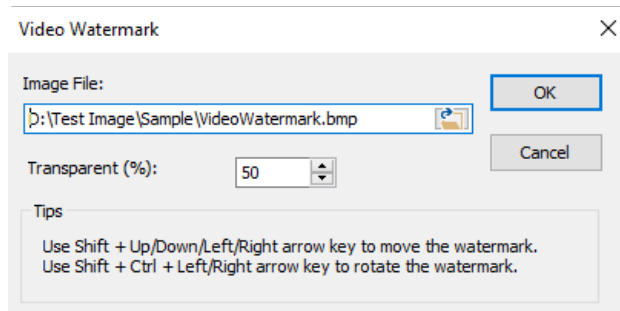 Video Watermark
Image File:
D:\Test Image\Sample\VideoWatermark.bmp
OK
Transparent (%):
50
Cancel
Tips
Use Shift + Up/Down/Left/Right arrow key to move the watermark.
Use Shift + Ctrl + Left/Right arrow key to rotate the watermark.